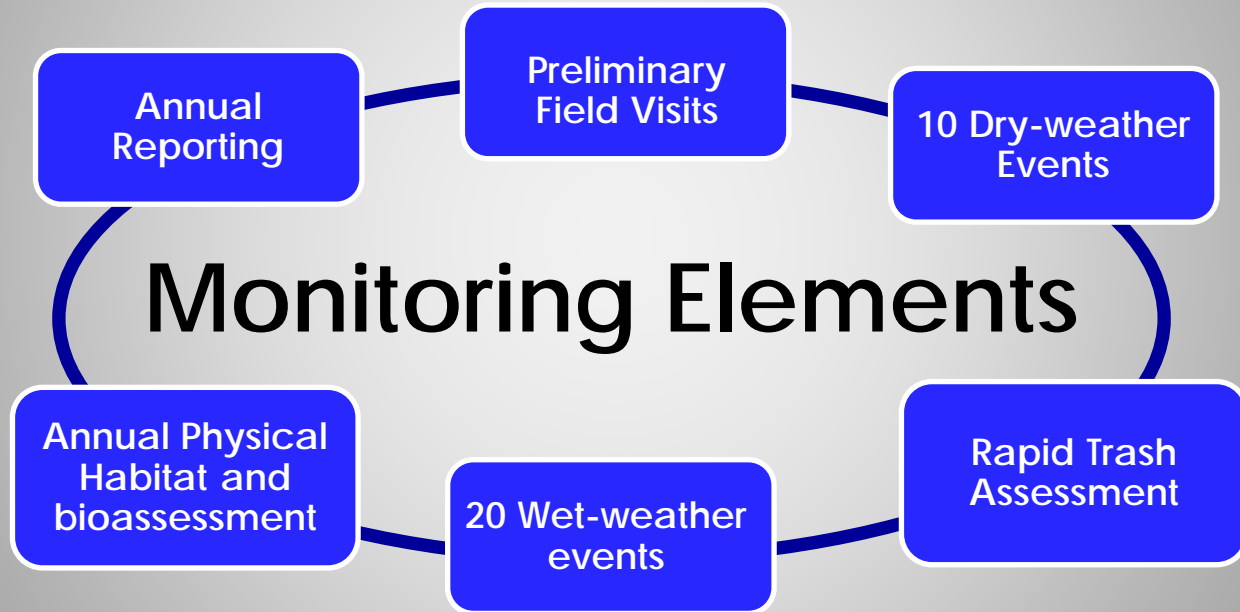 Preliminary
Field Visits
10 Dry-weather
Events
Rapid Trash
Assessment
20 Wet-weather
events
Annual Physical
Habitat and
bioassessment
Annual
Reporting
Monitoring Elements